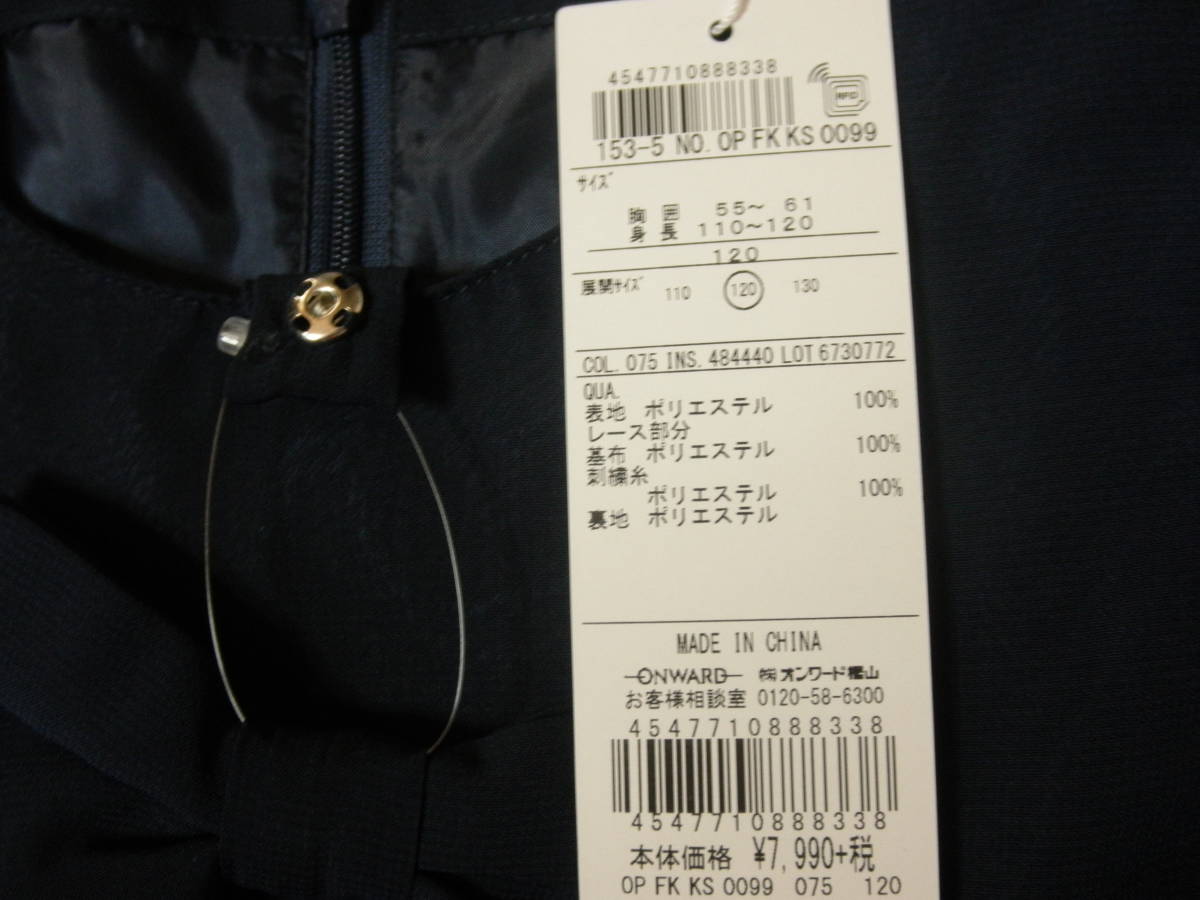 4547710888338
RFID
153-5 NO. OP FK KS 0099
サイズ
胸 囲 55~ 61
身 長 110~120
120
展開サイズ 110 120 130
COL. 075 INS. 484440 LOT 6730772
QUA.
表地 ポリエステル 100%
レース部分
基布 ポリエステル 100%
刺繍糸
ポリエステル 100%
裏地 ポリエステル
MADE IN CHINA
ONWARD ㈱オンワード樫山
お客様相談室 0120-58-6300
4547710888338
4547710888338
本体価格 ¥7,990+税
OP FK KS 0099 075 120